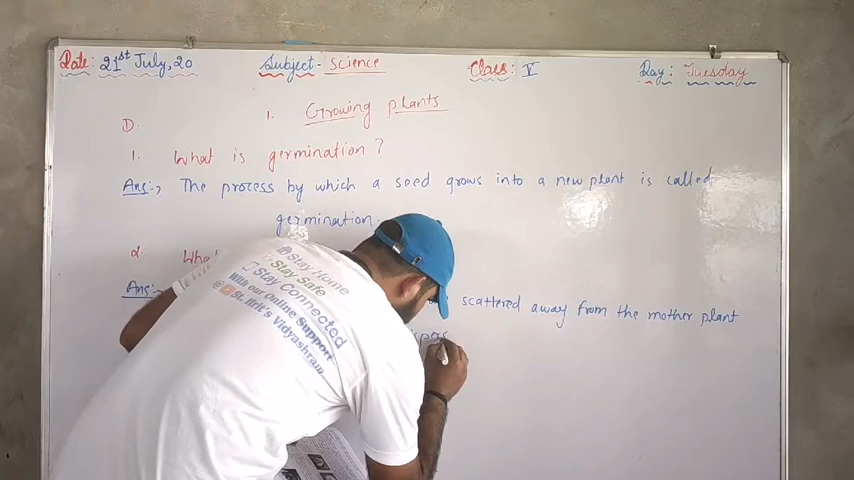 Date: 21st July, 20 Subject- Science Class: V Day: Tuesday
1. Growing plants
D.
1. What is germination?
Ans:-> The process by which a seed grows into a new plant is called
germination.
2.
Ans:-> scattered away from the mother plant
Stay Home
Stay Safe
Stay Connected
With our Online Support
@ St. Hrit's Vidyashram